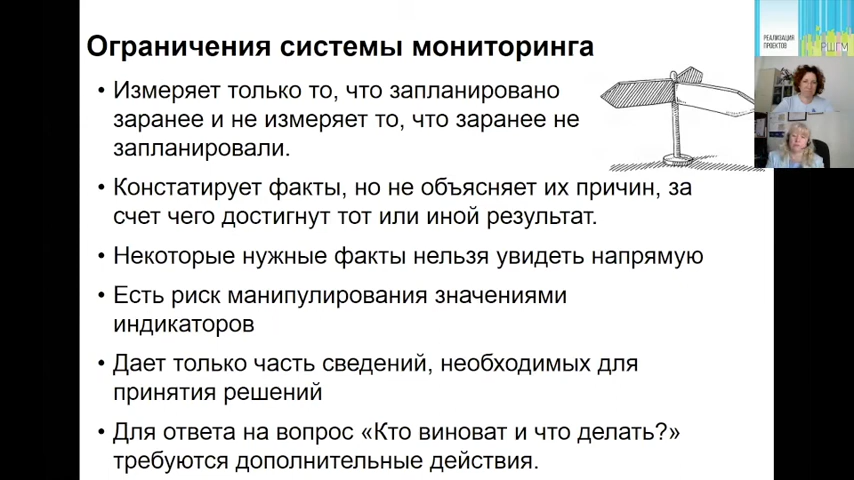 Ограничения системы мониторинга
• Измеряет только то, что запланировано
заранее и не измеряет то, что заранее не
запланировали.
• Констатирует факты, но не объясняет их причин, за
счет чего достигнут тот или иной результат.
• Некоторые нужные факты нельзя увидеть напрямую
• Есть риск манипулирования значениями
индикаторов
• Дает только часть сведений, необходимых для
принятия решений
• Для ответа на вопрос «Кто виноват и что делать?»
требуются дополнительные действия.
РЕАЛИЗАЦИЯ
ПРОЕКТОВ
РШГМ